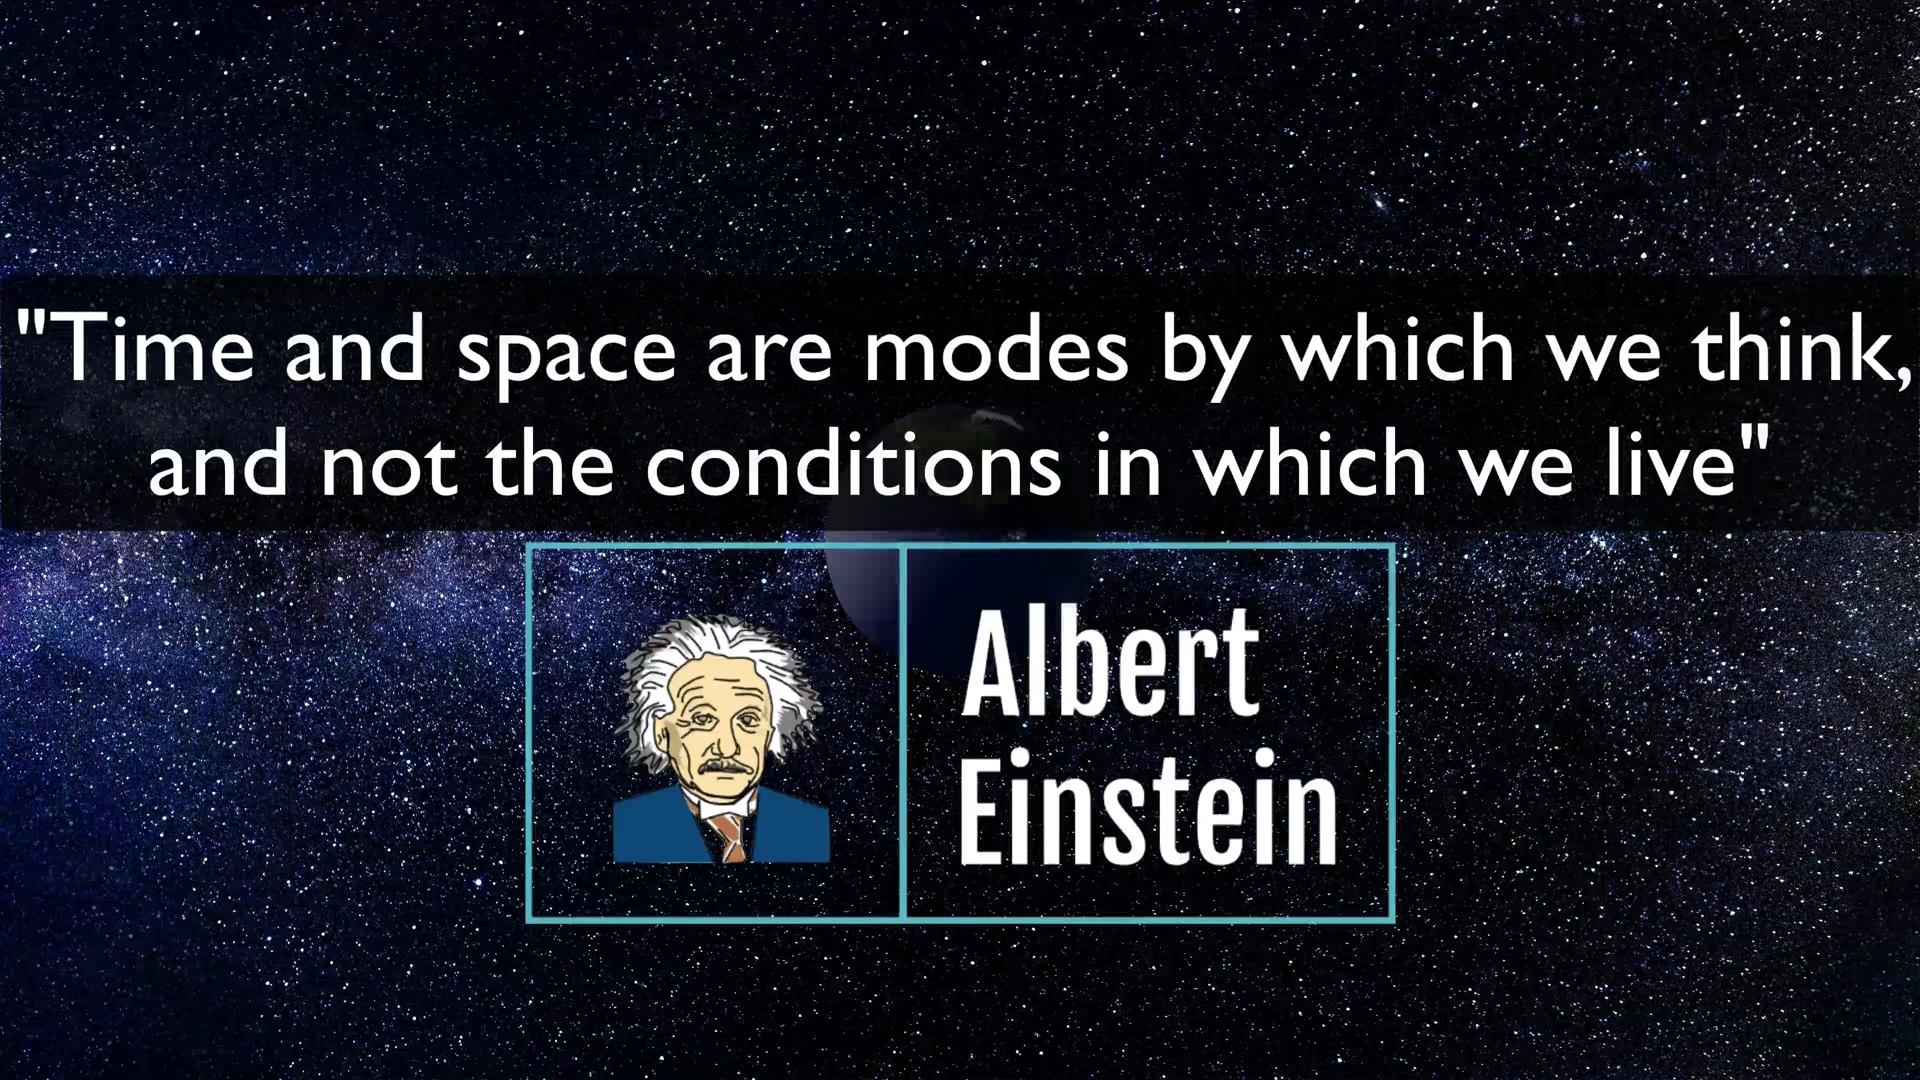 "Time and space are modes by which we think,
and not the conditions in which we live"
Albert
Einstein